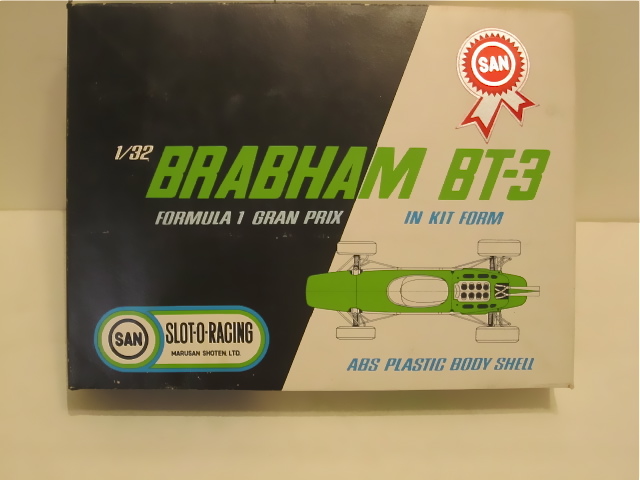 SAN
1/32 BRABHAM BT-3
FORMULA 1 GRAN PRIX IN KIT FORM
SAN SLOT-O-RACING
MARUSAN SHOTEN, LTD.
ABS PLASTIC BODY SHELL